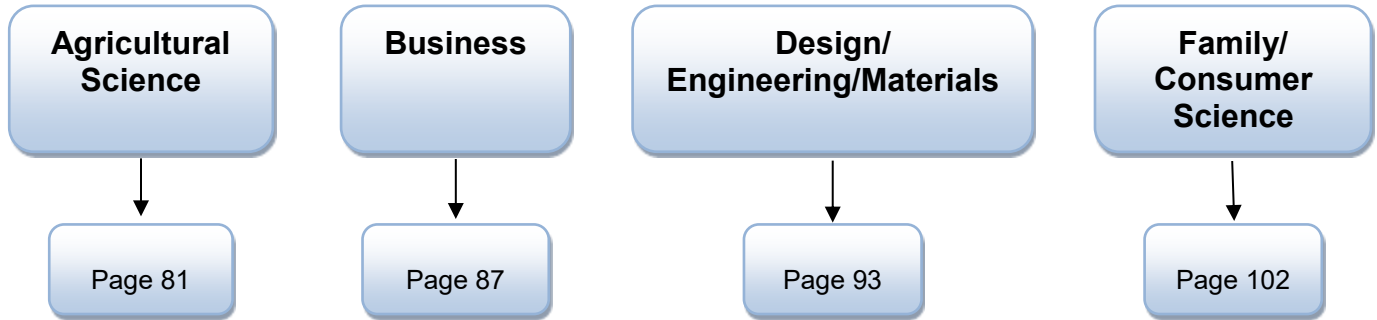 Agricultural
Science
Business
Design/
Engineering/Materials
Family/
Consumer
Science
Page 81
Page 87
Page 93
Page 102